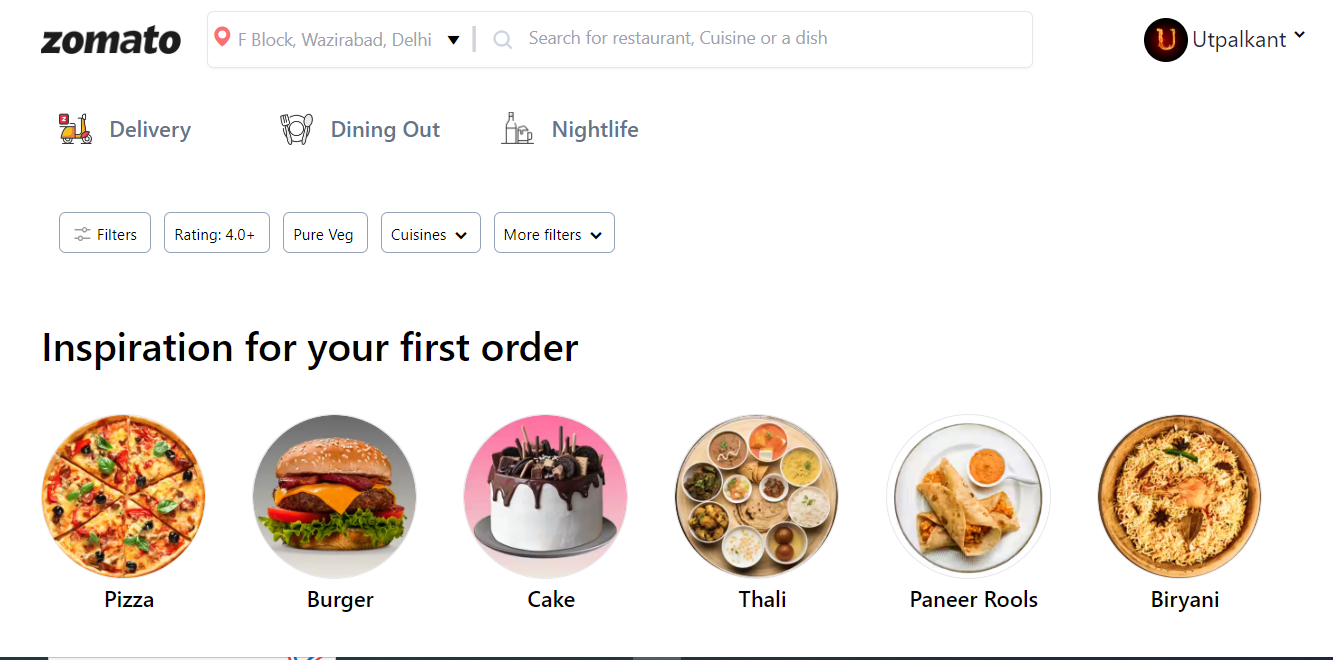 zomato
F Block, Wazirabad, Delhi
Search for restaurant, Cuisine or a dish
U
Utpalkant
Delivery
Dining Out
Nightlife
Filters
Rating: 4.0+
Pure Veg
Cuisines
More filters
Inspiration for your first order
Pizza
Burger
Cake
Thali
Paneer Rools
Biryani